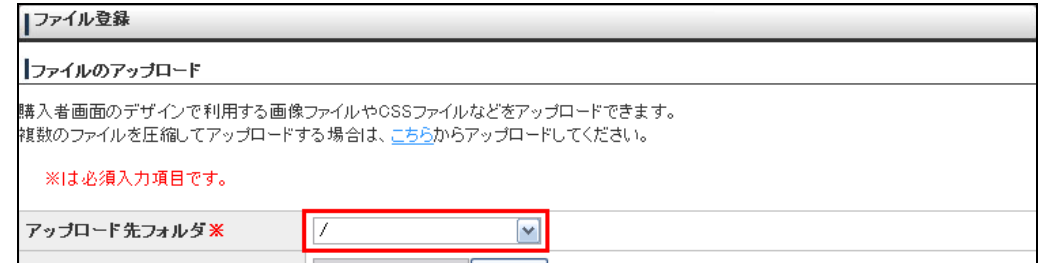 ファイル登録
ファイルのアップロード
購入者画面のデザインで利用する画像ファイルやCSSファイルなどをアップロードできます。
複数のファイルを圧縮してアップロードする場合は、こちらからアップロードしてください。
※は必須入力項目です。
アップロード先フォルダ※ /